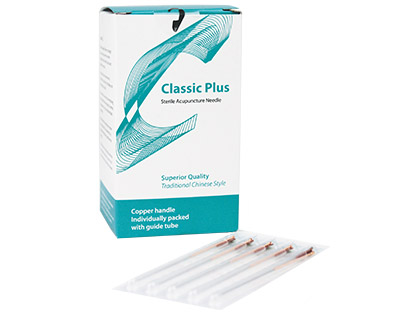 Classic Plus
Sterile Acupuncture Needle
Superior Quality
Traditional Chinese Style
Copper handle
Individually packed
with guide tube